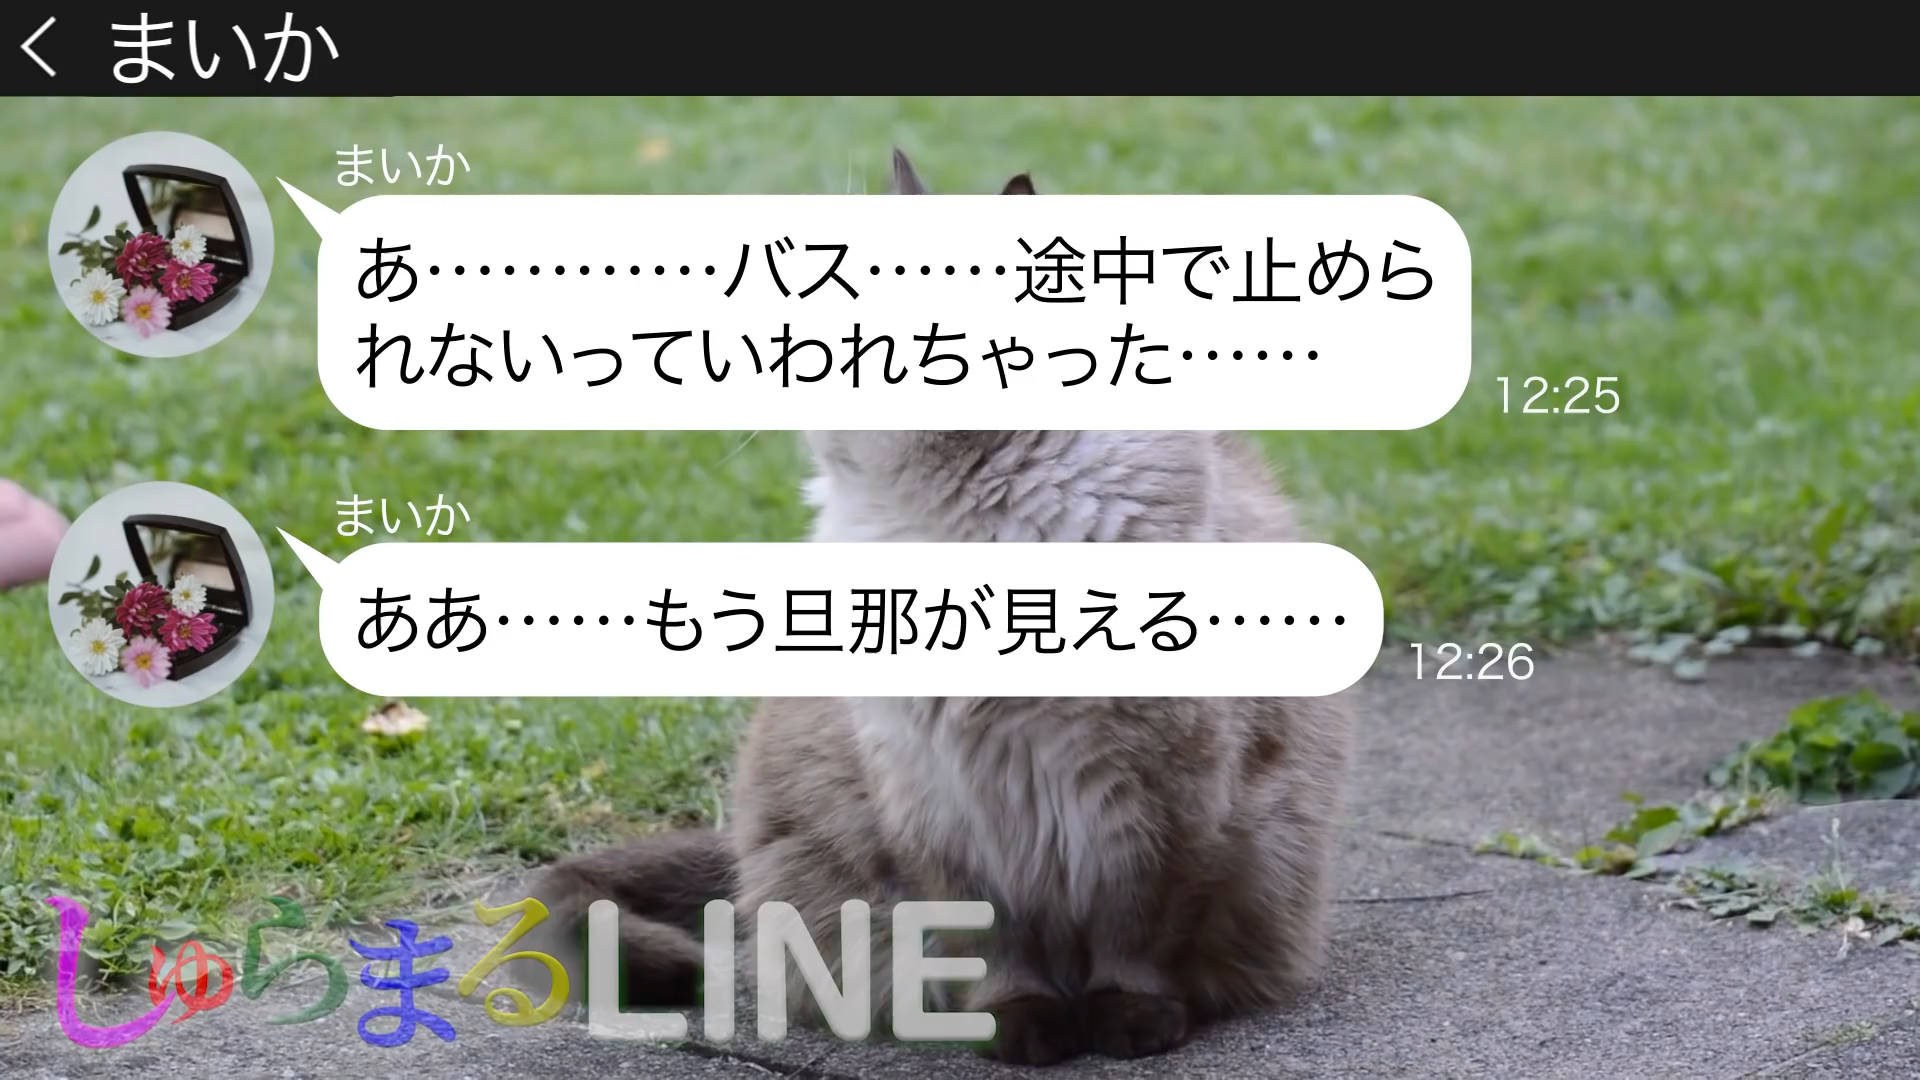 まいか
まいか
あ…………バス……途中で止めら
れないっていわれちゃった……
12:25
まいか
ああ……もう旦那が見える……
12:26
しゅらまるLINE